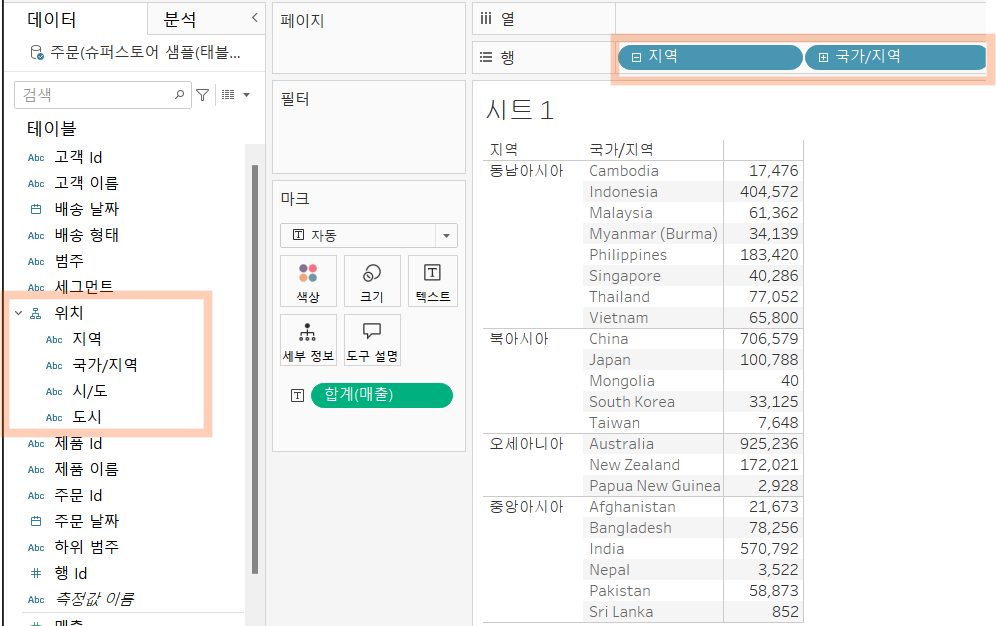 데이터
분석
주문(슈퍼스토어 샘플(태블...
검색
테이블
Abc 고객 Id
Abc 고객 이름
배송 날짜
Abc 배송 형태
Abc 범주
Abc 세그먼트
위치
Abc 지역
Abc 국가/지역
Abc 시/도
Abc 도시
Abc 제품 Id
Abc 제품 이름
Abc 주문 Id
주문 날짜
Abc 하위 범주
# 행 Id
Abc 측정값 이름
# 매출
페이지
필터
마크
T 자동
색상
크기
T 텍스트
세부 정보
도구 설명
T 합계(매출)
열
행
지역
국가/지역
시트 1
지역 국가/지역
동남아시아 Cambodia 17,476
Indonesia 404,572
Malaysia 61,362
Myanmar (Burma) 34,139
Philippines 183,420
Singapore 40,286
Thailand 77,052
Vietnam 65,800
북아시아 China 706,579
Japan 100,788
Mongolia 40
South Korea 33,125
Taiwan 7,648
오세아니아 Australia 925,236
New Zealand 172,021
Papua New Guinea 2,928
중앙아시아 Afghanistan 21,673
Bangladesh 78,256
India 570,792
Nepal 3,522
Pakistan 58,873
Sri Lanka 852